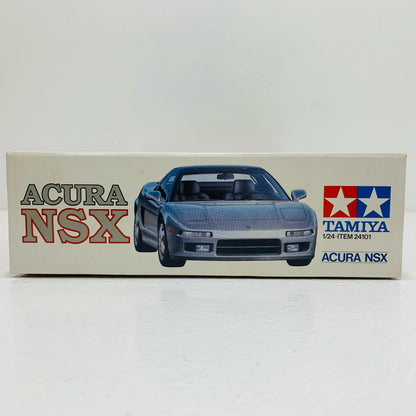 ACURA
NSX
TAMIYA
1/24·ITEM 24101
ACURA NSX